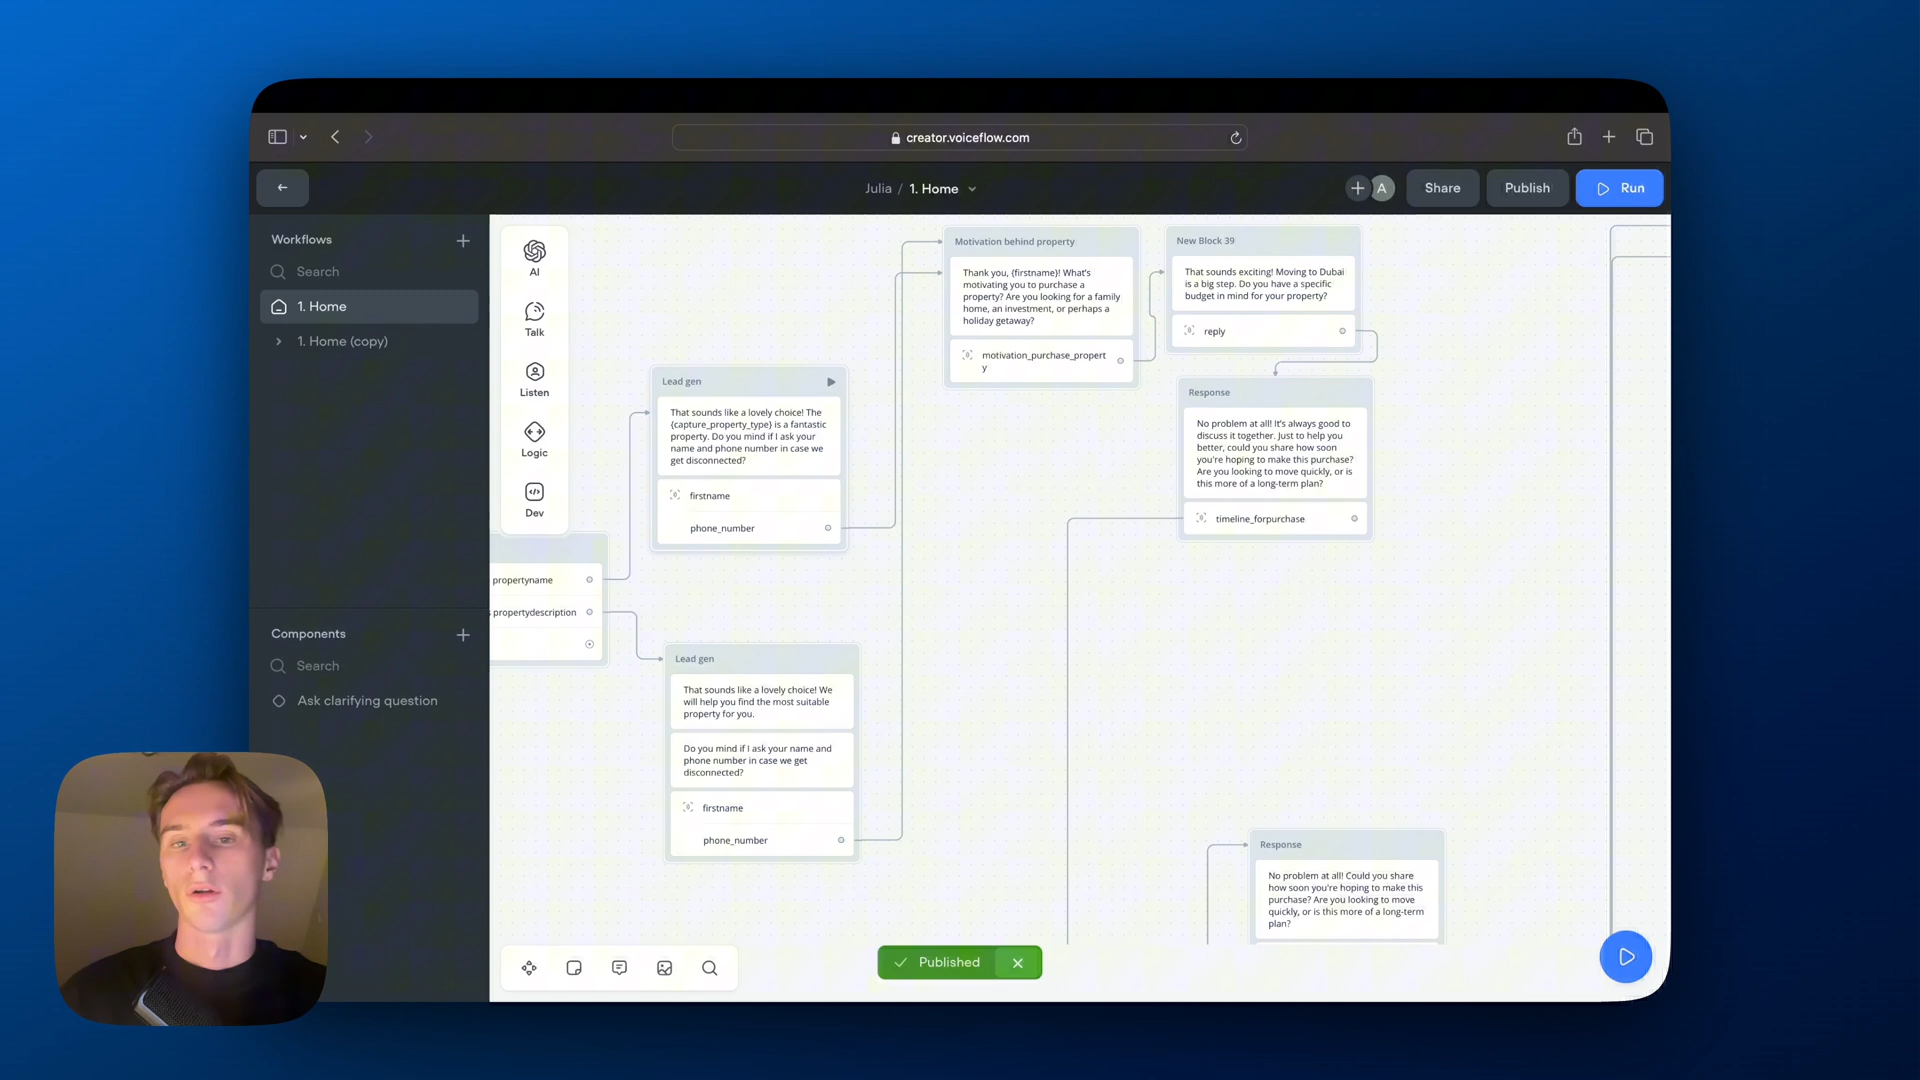 creator.voiceflow.com
Julia / 1. Home
A
Share
Publish
Run
Workflows
Search
1. Home
1. Home (copy)
Components
Search
Ask clarifying question
AI
Talk
Listen
Logic
Dev
propertyname
propertydescription
Lead gen
That sounds like a lovely choice! The
{capture_property_type} is a fantastic
property. Do you mind if I ask your
name and phone number in case we
get disconnected?
firstname
phone_number
Lead gen
That sounds like a lovely choice! We
will help you find the most suitable
property for you.
Do you mind if I ask your name and
phone number in case we get
disconnected?
firstname
phone_number
Motivation behind property
Thank you, {firstname}! What's
motivating you to purchase a
property? Are you looking for a family
home, an investment, or perhaps a
holiday getaway?
motivation_purchase_propert
y
New Block 39
That sounds exciting! Moving to Dubai
is a big step. Do you have a specific
budget in mind for your property?
reply
Response
No problem at all! It's always good to
discuss it together. Just to help you
better, could you share how soon
you're hoping to make this purchase?
Are you looking to move quickly, or is
this more of a long-term plan?
timeline_forpurchase
Response
No problem at all! Could you share
how soon you're hoping to make this
purchase? Are you looking to move
quickly, or is this more of a long-term
plan?
Published